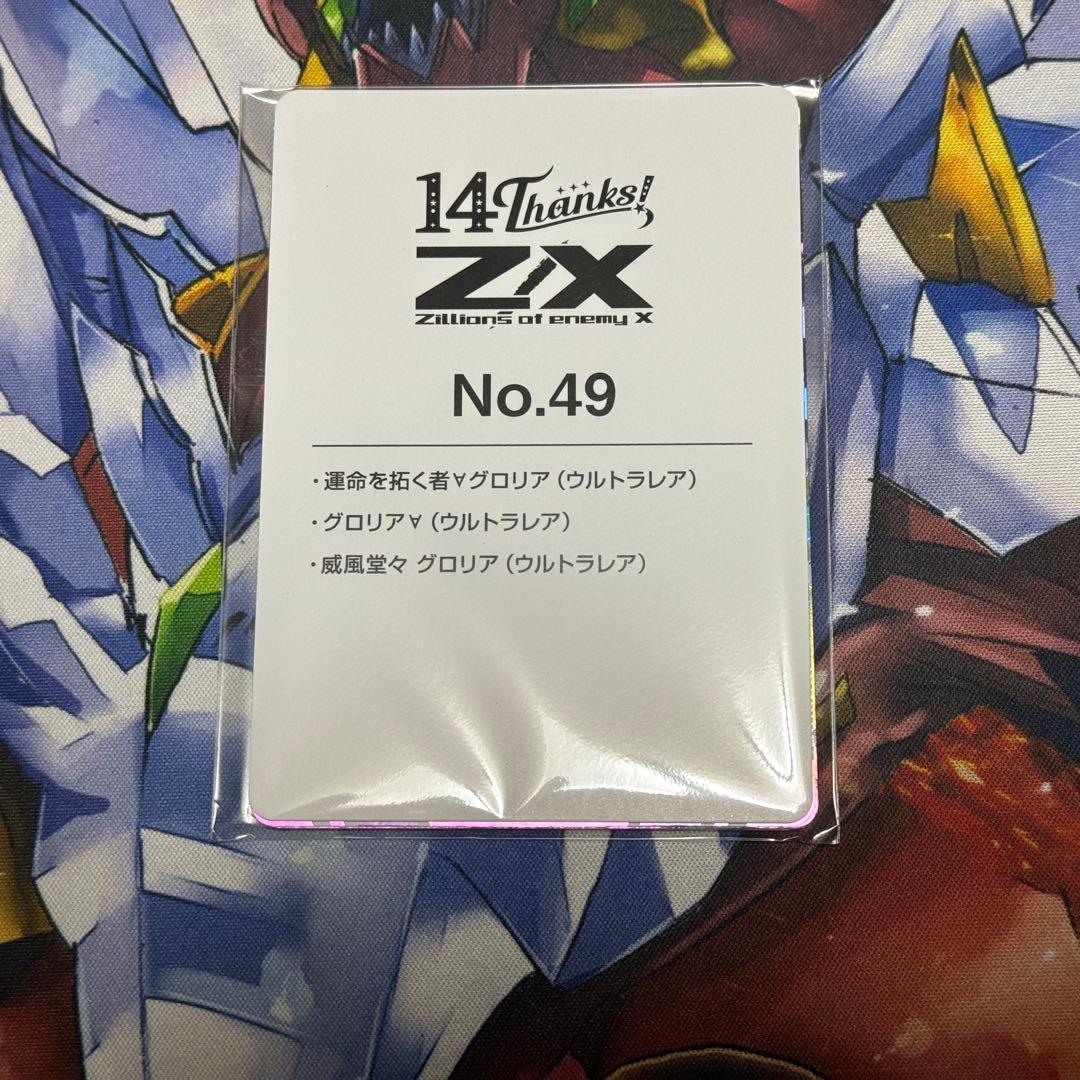 14 Thanks!
Z/X
Zillions of enemy X
No.49
・運命を拓く者∀グロリア（ウルトラレア）
・グロリア∀（ウルトラレア）
・威風堂々 グロリア（ウルトラレア）